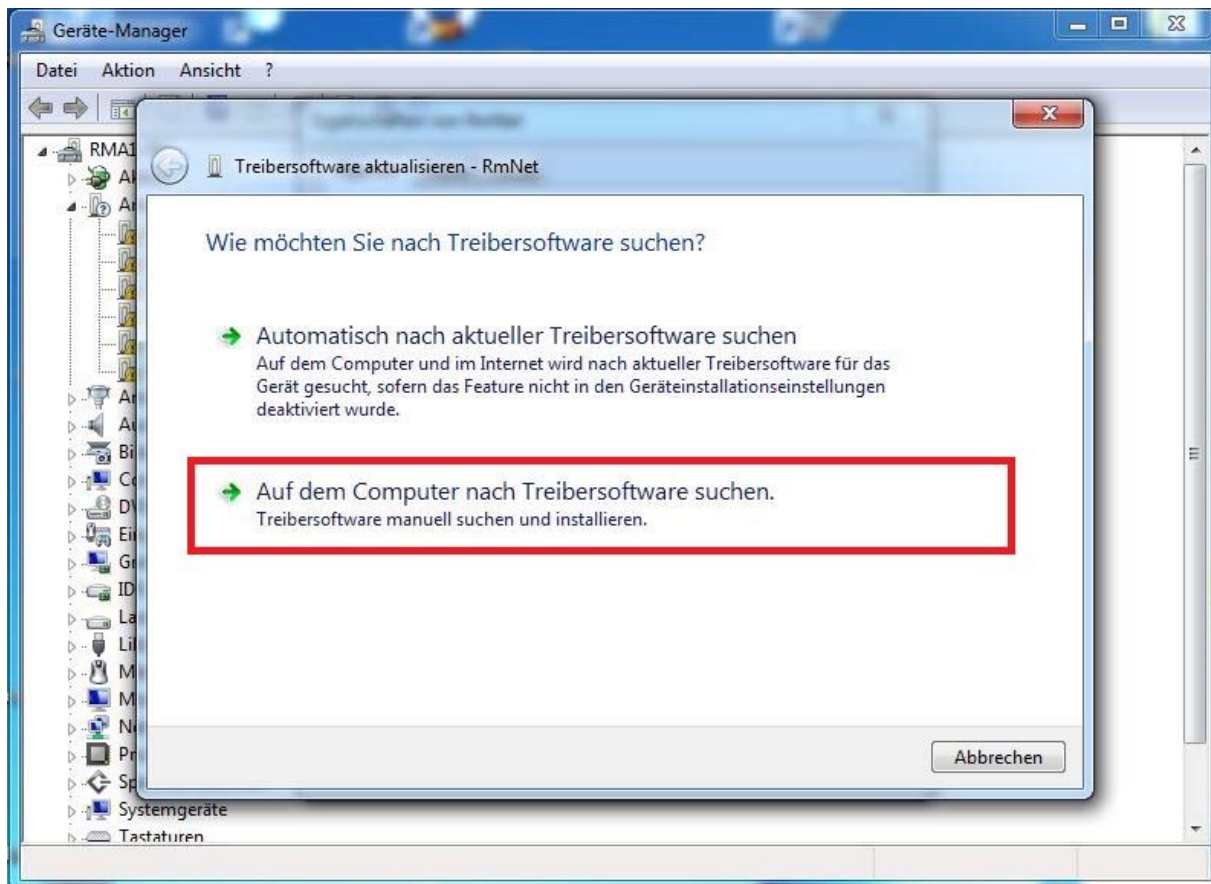 Geräte-Manager
Datei Aktion Ansicht ?
RMA1
Treibersoftware aktualisieren - RmNet
Wie möchten Sie nach Treibersoftware suchen?
Automatisch nach aktueller Treibersoftware suchen
Auf dem Computer und im Internet wird nach aktueller Treibersoftware für das
Gerät gesucht, sofern das Feature nicht in den Geräteinstallationseinstellungen
deaktiviert wurde.
Auf dem Computer nach Treibersoftware suchen.
Treibersoftware manuell suchen und installieren.
Abbrechen
Systemgeräte
Tastaturen